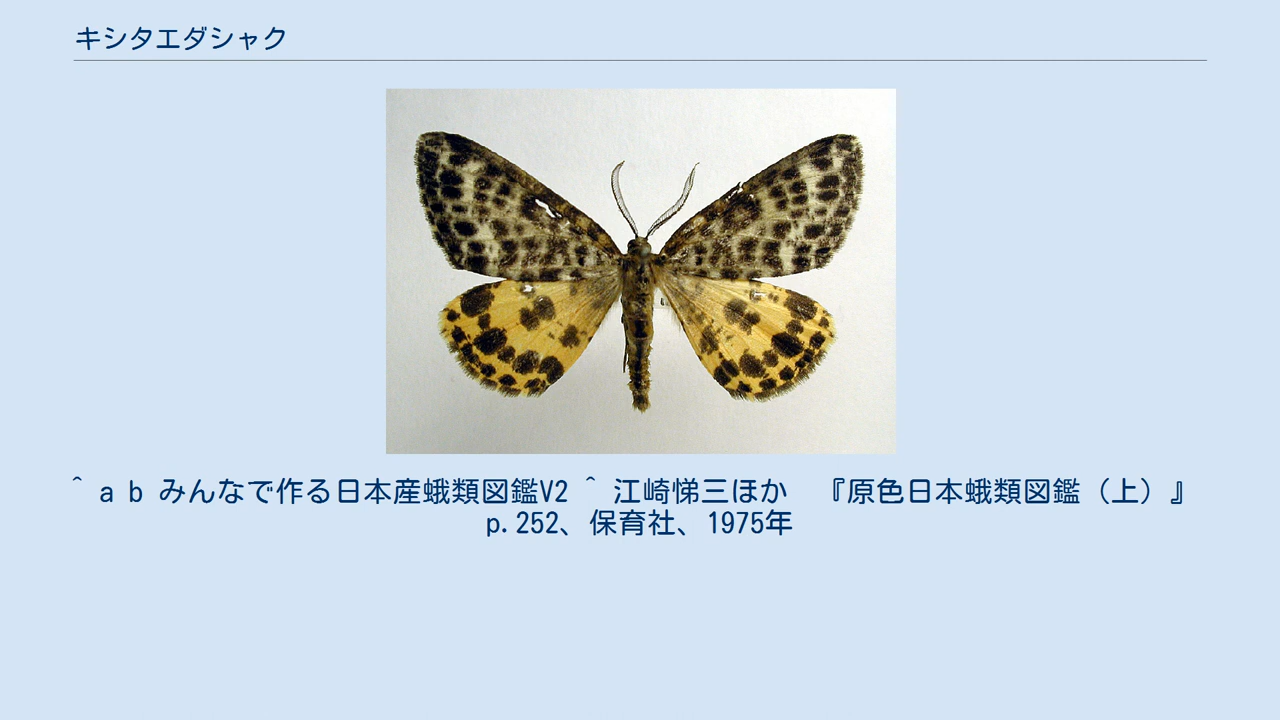 キシタエダシャク
^ a b みんなで作る日本産蛾類図鑑V2 ^ 江崎悌三ほか　『原色日本蛾類図鑑（上）』
p.252、保育社、1975年